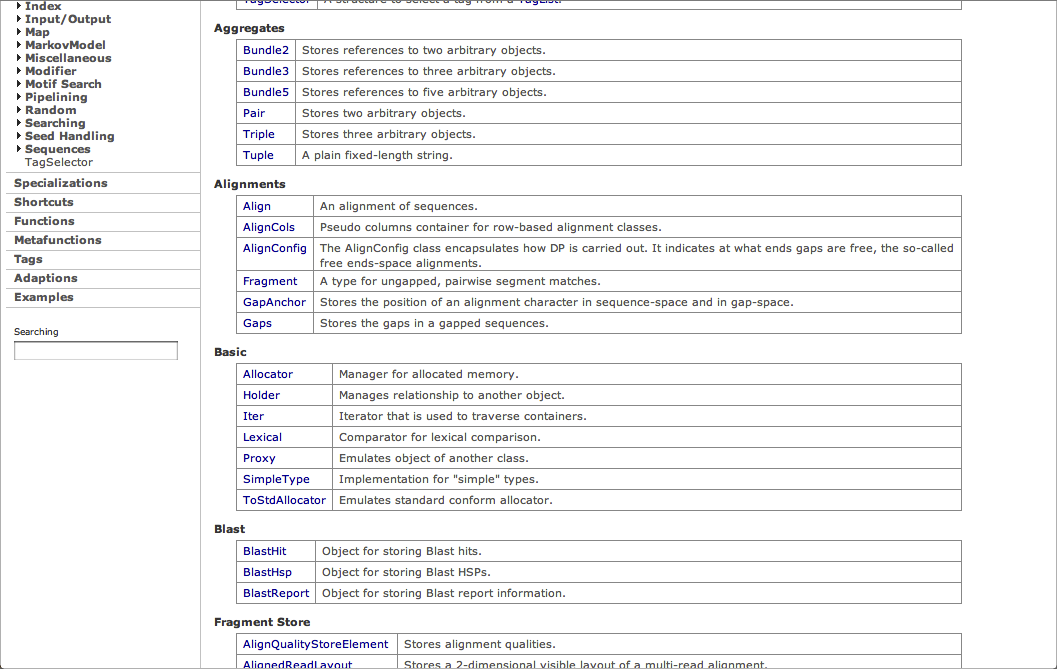 Index
Input/Output
Map
MarkovModel
Miscellaneous
Modifier
Motif Search
Pipelining
Random
Searching
Seed Handling
Sequences
TagSelector
Specializations
Shortcuts
Functions
Metafunctions
Tags
Adaptions
Examples
Searching
TagSelector A structure to select a tag from a TagList.
Aggregates
Bundle2 Stores references to two arbitrary objects.
Bundle3 Stores references to three arbitrary objects.
Bundle5 Stores references to five arbitrary objects.
Pair Stores two arbitrary objects.
Triple Stores three arbitrary objects.
Tuple A plain fixed-length string.
Alignments
Align An alignment of sequences.
AlignCols Pseudo columns container for row-based alignment classes.
AlignConfig The AlignConfig class encapsulates how DP is carried out. It indicates at what ends gaps are free, the so-called
free ends-space alignments.
Fragment A type for ungapped, pairwise segment matches.
GapAnchor Stores the position of an alignment character in sequence-space and in gap-space.
Gaps Stores the gaps in a gapped sequences.
Basic
Allocator Manager for allocated memory.
Holder Manages relationship to another object.
Iter Iterator that is used to traverse containers.
Lexical Comparator for lexical comparison.
Proxy Emulates object of another class.
SimpleType Implementation for "simple" types.
ToStdAllocator Emulates standard conform allocator.
Blast
BlastHit Object for storing Blast hits.
BlastHsp Object for storing Blast HSPs.
BlastReport Object for storing Blast report information.
Fragment Store
AlignQualityStoreElement Stores alignment qualities.
AlignedReadLayout Stores a 2-dimensional visible layout of a multi-read alignment.